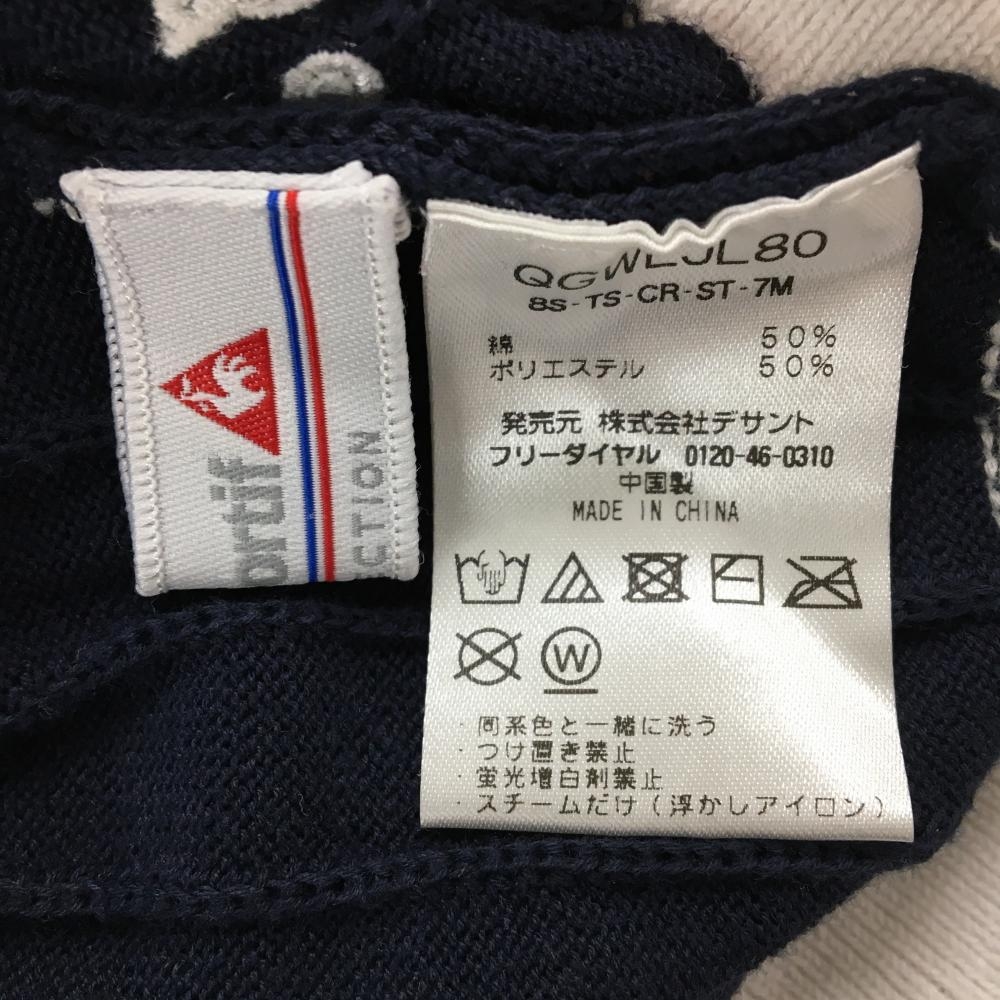 ortif
CTION
QGWLJL80
8S-TS-CR-ST-7M
綿 50%
ポリエステル 50%
発売元 株式会社デサント
フリーダイヤル 0120-46-0310
中国製
MADE IN CHINA
W
・同系色と一緒に洗う
・つけ置き禁止
・蛍光増白剤禁止
・スチームだけ(浮かしアイロン)